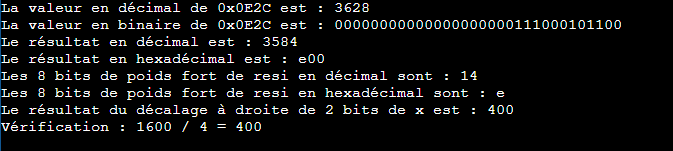 La valeur en décimal de 0x0E2C est : 3628
La valeur en binaire de 0x0E2C est : 00000000000000000000111000101100
Le résultat en décimal est : 3584
Le résultat en hexadécimal est : e00
Les 8 bits de poids fort de resi en décimal sont : 14
Les 8 bits de poids fort de resi en hexadécimal sont : e
Le résultat du décalage à droite de 2 bits de x est : 400
Vérification : 1600 / 4 = 400